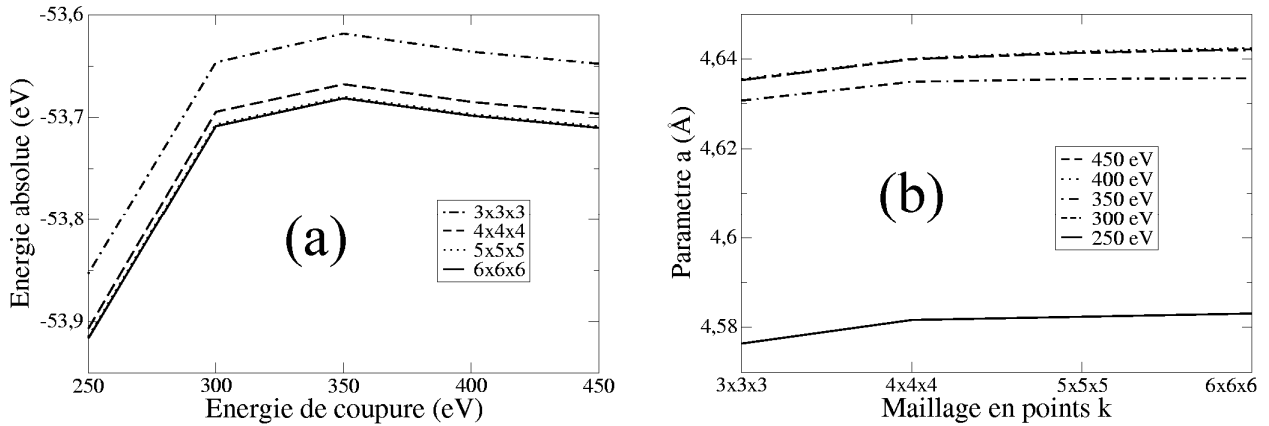 -53,6
-53,7
-53,8
-53,9
Energie absolue (eV)
250
300
350
400
450
Energie de coupure (eV)
(a)
3x3x3
4x4x4
5x5x5
6x6x6
4,64
4,62
4,6
4,58
Parametre a (Å)
3x3x3
4x4x4
5x5x5
6x6x6
Maillage en points k
(b)
450 eV
400 eV
350 eV
300 eV
250 eV